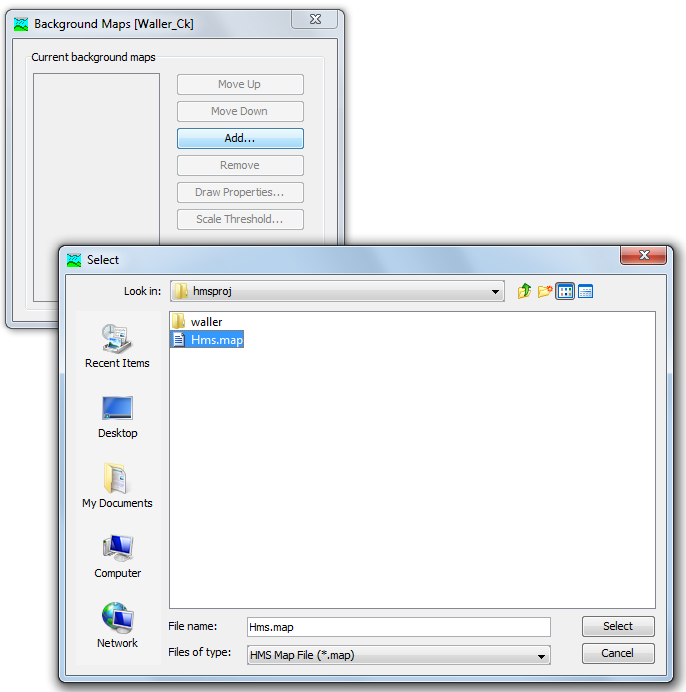 Background Maps [Waller_Ck]
Current background maps
Move Up
Move Down
Add...
Remove
Draw Properties...
Scale Threshold...
Select
Look in: hmsproj
waller
Hms.map
Recent Items
Desktop
My Documents
Computer
Network
File name: Hms.map Select
Files of type: HMS Map File (*.map) Cancel